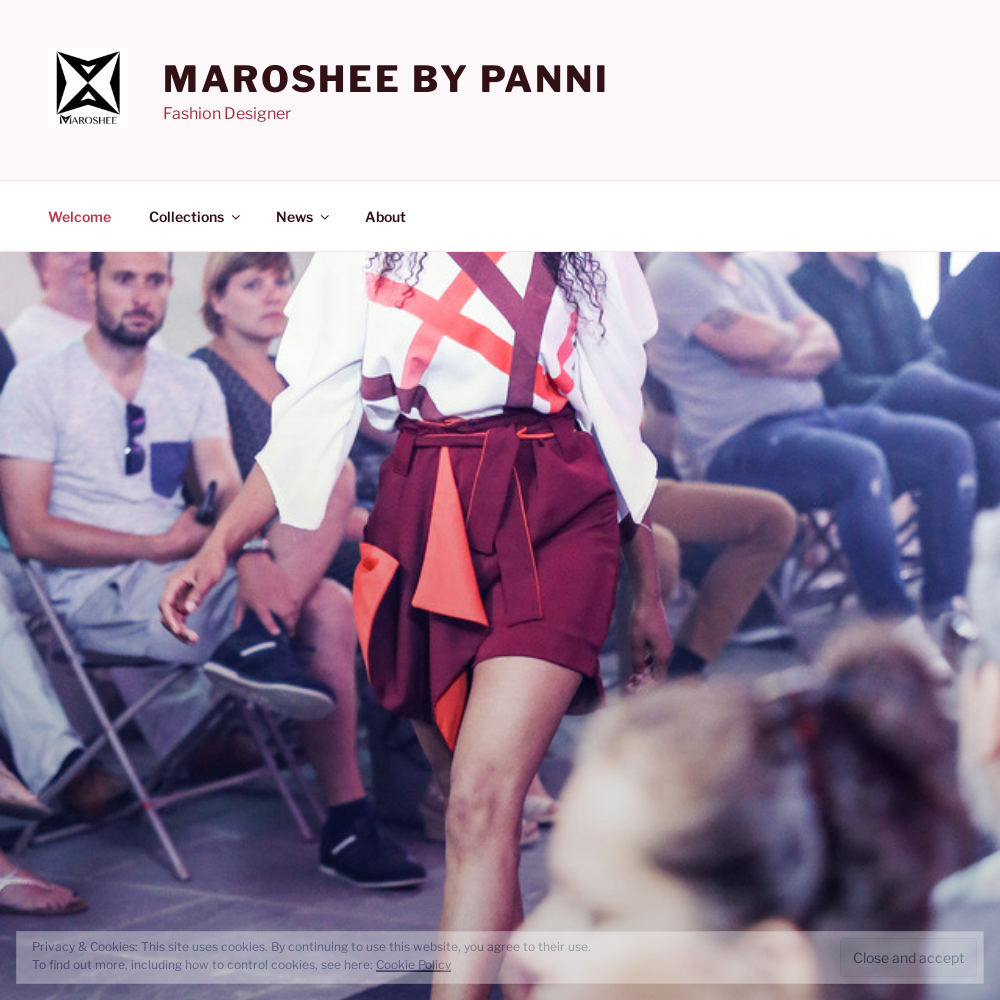 MAROSHEE
MAROSHEE BY PANNI
Fashion Designer
Welcome
Collections
News
About
Privacy & Cookies: This site uses cookies. By continuing to use this website, you agree to their use.
To find out more, including how to control cookies, see here: Cookie Policy
Close and accept